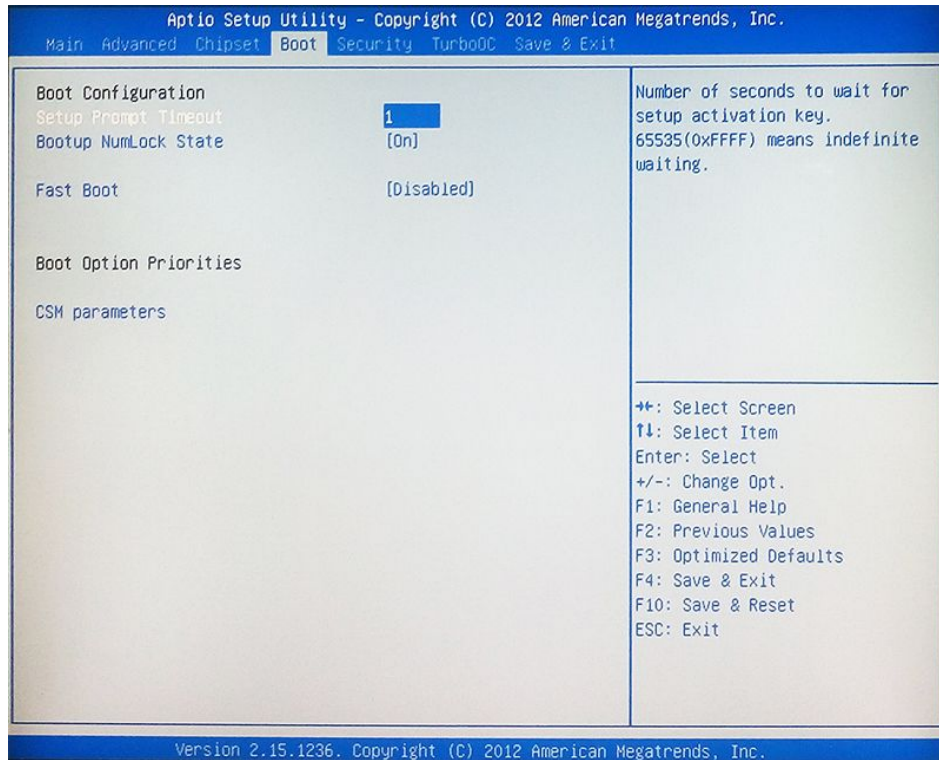 Aptio Setup Utility - Copyright (C) 2012 American Megatrends, Inc.
Main Advanced Chipset Boot Security TurboOC Save & Exit
Boot Configuration
Setup Prompt Timeout 1
Bootup NumLock State [On]
Fast Boot [Disabled]
Boot Option Priorities
CSM parameters
Number of seconds to wait for
setup activation key.
65535(0xFFFF) means indefinite
waiting.
→←: Select Screen
↑↓: Select Item
Enter: Select
+/-: Change Opt.
F1: General Help
F2: Previous Values
F3: Optimized Defaults
F4: Save & Exit
F10: Save & Reset
ESC: Exit
Version 2.15.1236. Copyright (C) 2012 American Megatrends, Inc.